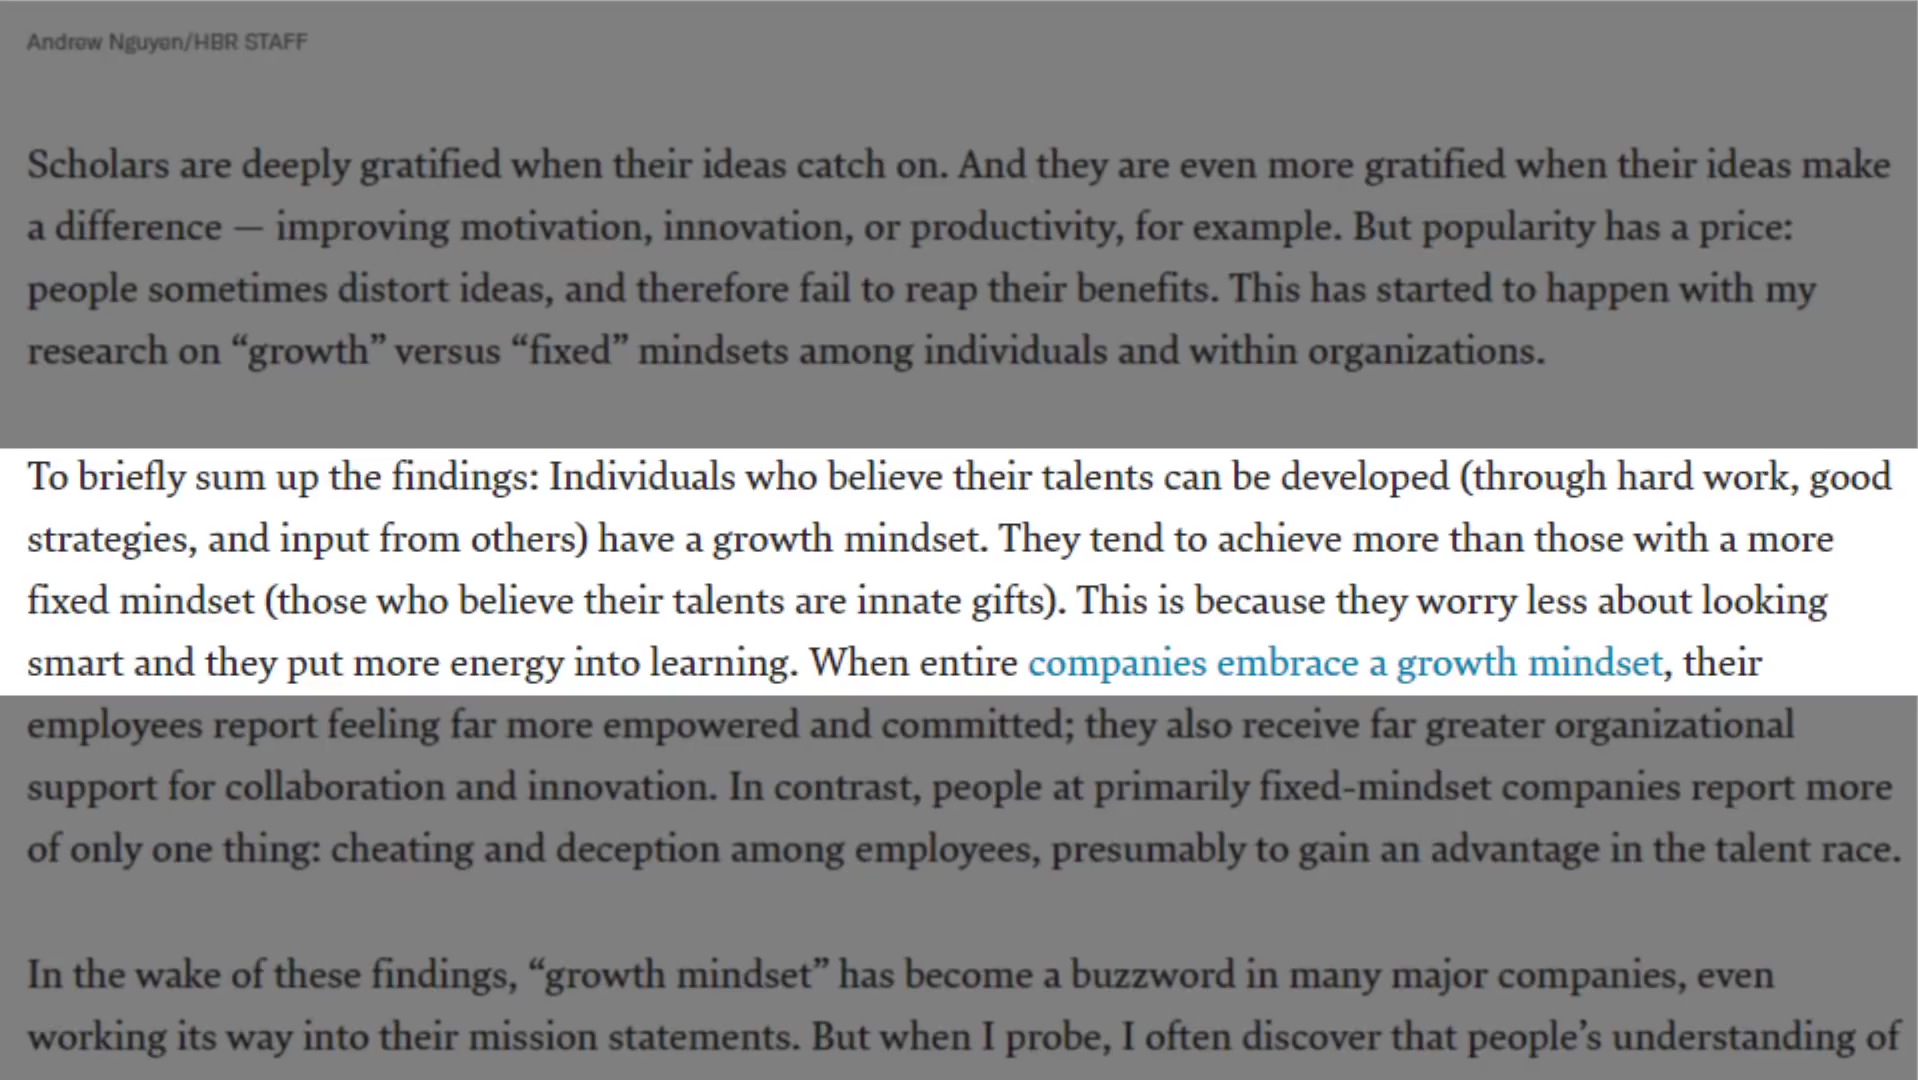 Andrew Nguyen/HBR STAFF
Scholars are deeply gratified when their ideas catch on. And they are even more gratified when their ideas make
a difference — improving motivation, innovation, or productivity, for example. But popularity has a price:
people sometimes distort ideas, and therefore fail to reap their benefits. This has started to happen with my
research on “growth” versus “fixed” mindsets among individuals and within organizations.
To briefly sum up the findings: Individuals who believe their talents can be developed (through hard work, good
strategies, and input from others) have a growth mindset. They tend to achieve more than those with a more
fixed mindset (those who believe their talents are innate gifts). This is because they worry less about looking
smart and they put more energy into learning. When entire companies embrace a growth mindset, their
employees report feeling far more empowered and committed; they also receive far greater organizational
support for collaboration and innovation. In contrast, people at primarily fixed-mindset companies report more
of only one thing: cheating and deception among employees, presumably to gain an advantage in the talent race.
In the wake of these findings, “growth mindset” has become a buzzword in many major companies, even
working its way into their mission statements. But when I probe, I often discover that people’s understanding of